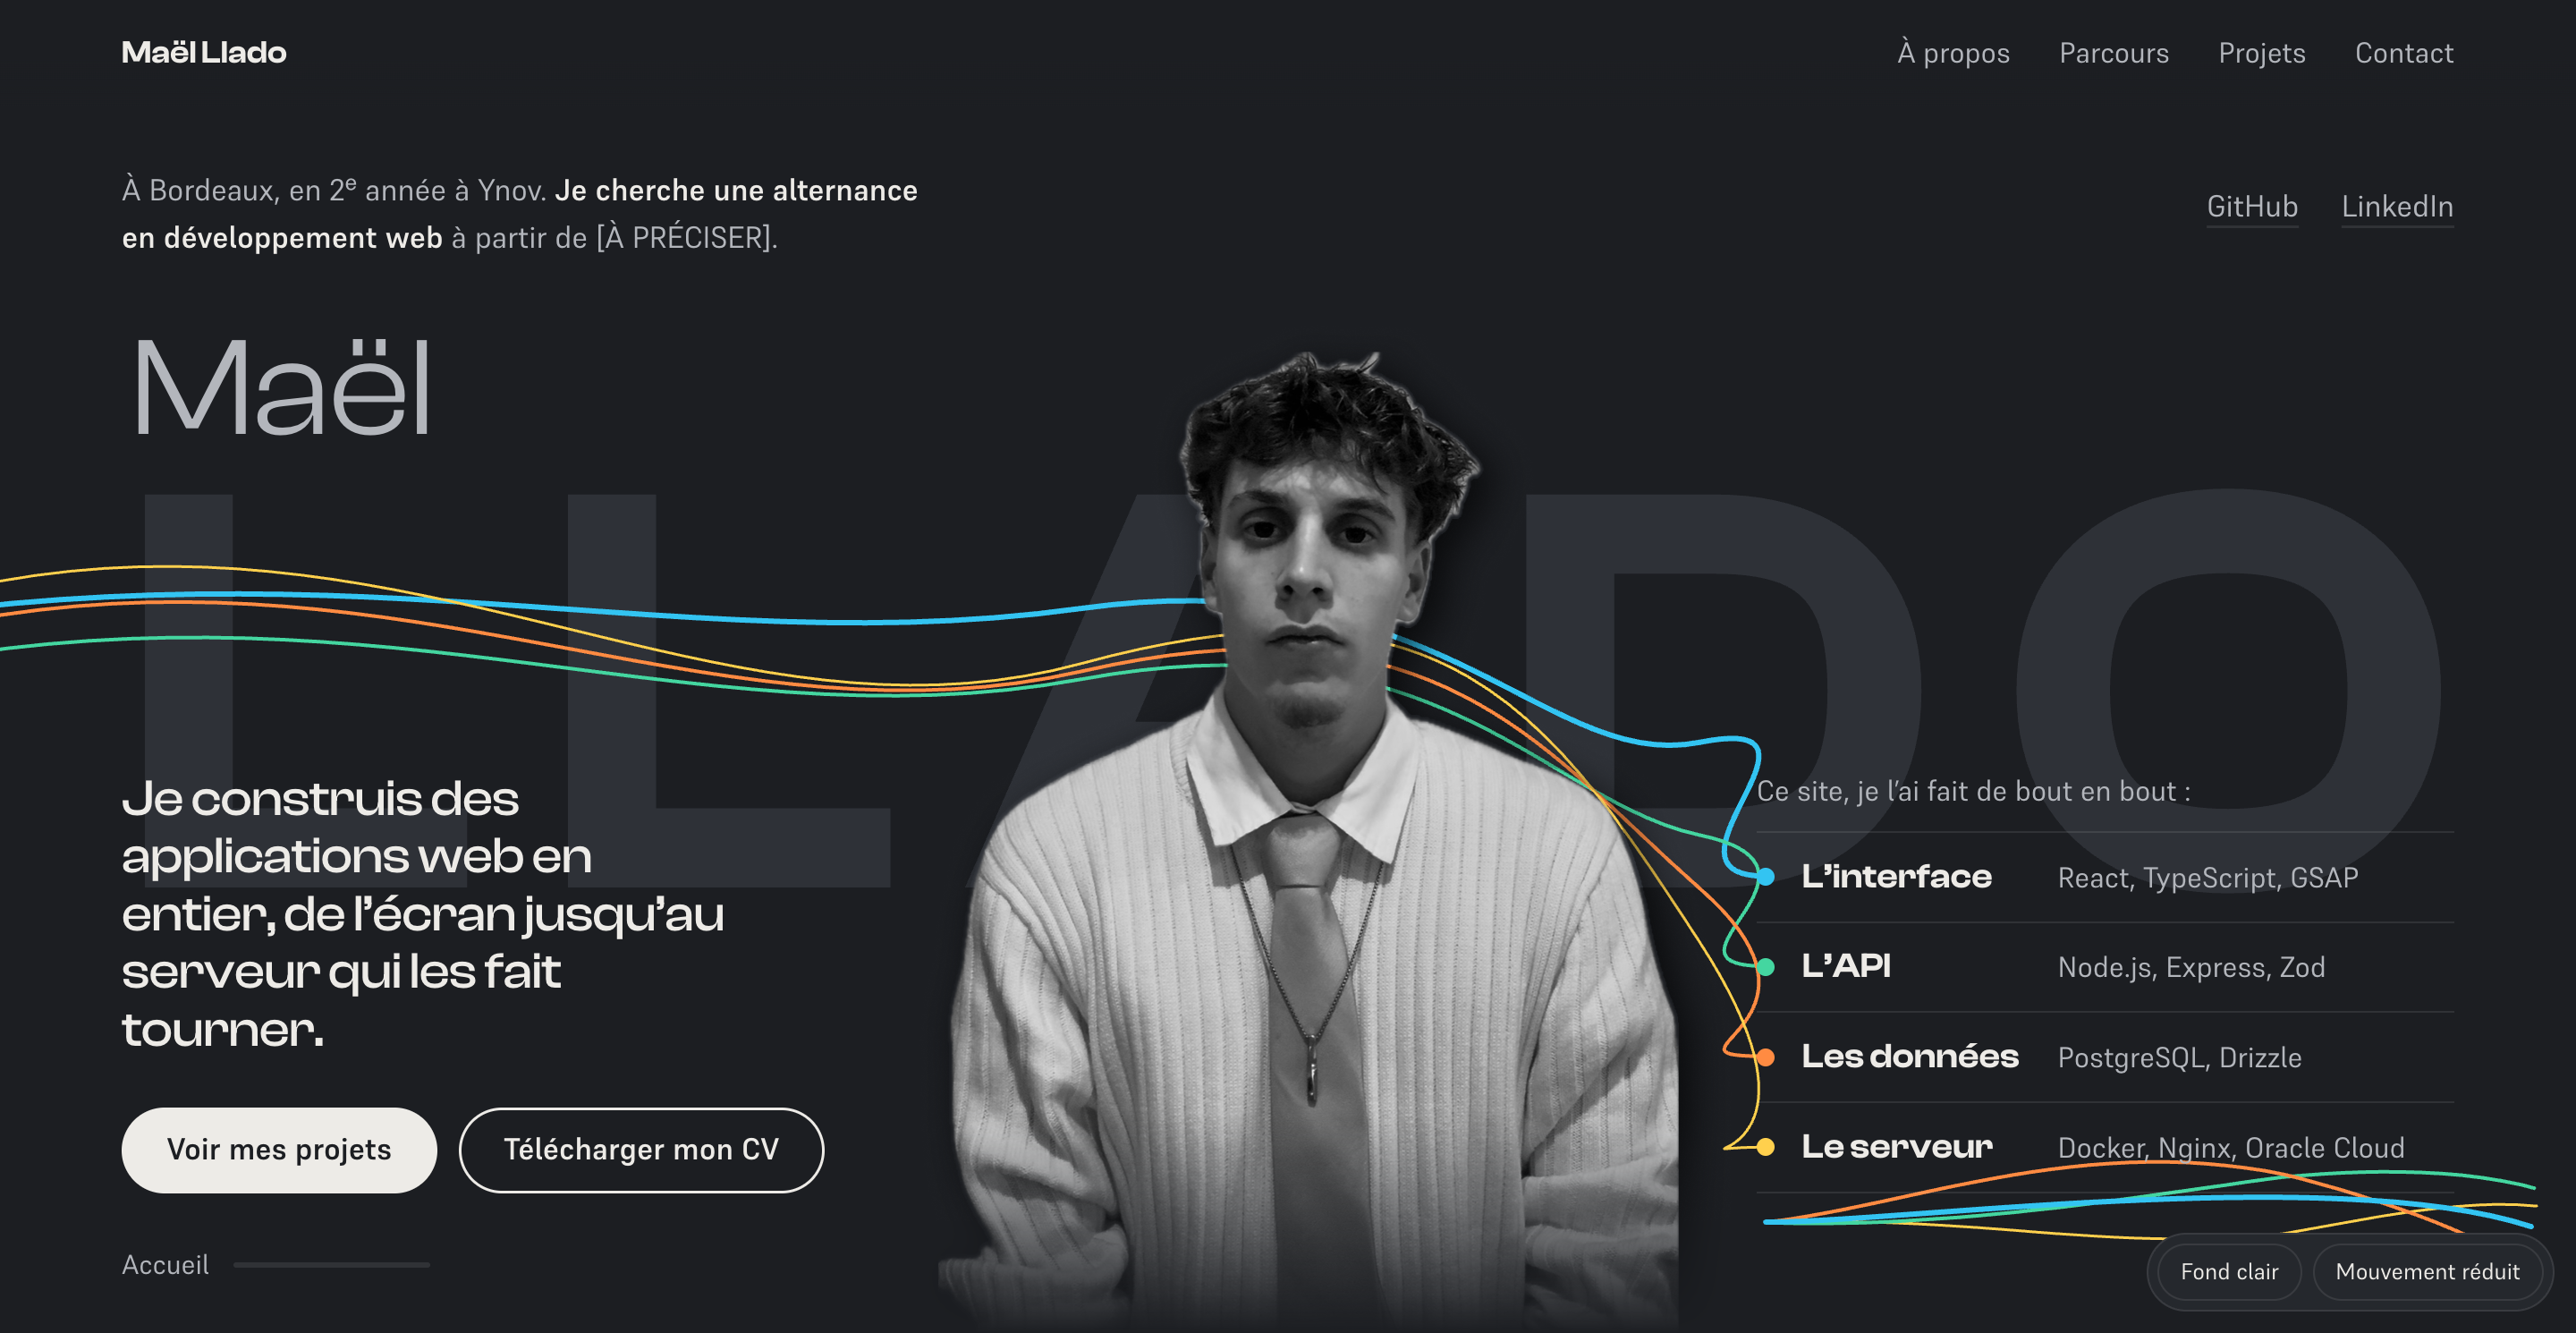 Maël Llado
À propos Parcours Projets Contact
À Bordeaux, en 2e année à Ynov. Je cherche une alternance
en développement web à partir de [À PRÉCISER].
GitHub LinkedIn
Maël
LLADO
Je construis des
applications web en
entier, de l’écran jusqu’au
serveur qui les fait
tourner.
Voir mes projets Télécharger mon CV
Ce site, je l’ai fait de bout en bout :
L’interface React, TypeScript, GSAP
L’API Node.js, Express, Zod
Les données PostgreSQL, Drizzle
Le serveur Docker, Nginx, Oracle Cloud
Accueil
Fond clair Mouvement réduit